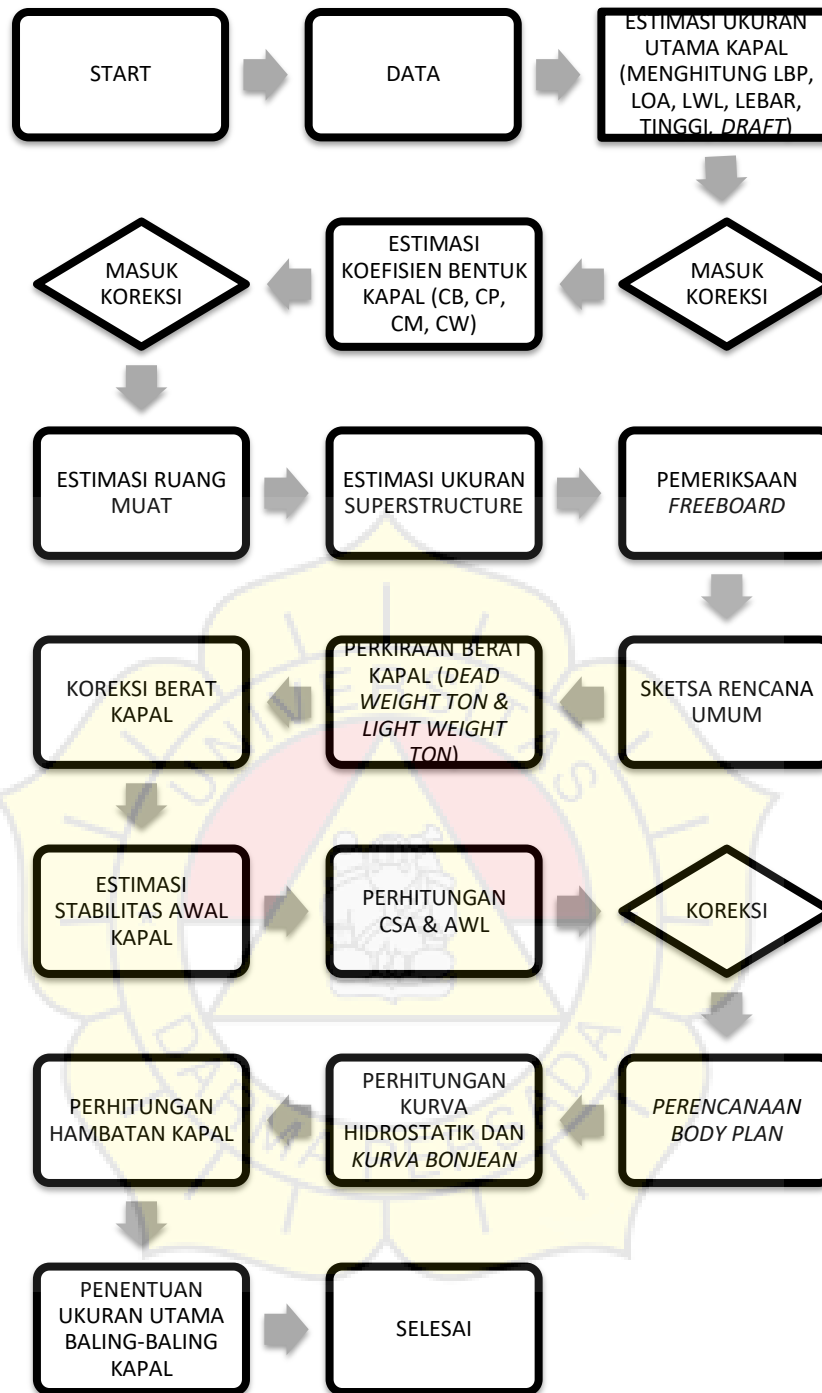 START
DATA
ESTIMASI UKURAN
UTAMA KAPAL
(MENGHITUNG LBP,
LOA, LWL, LEBAR,
TINGGI, DRAFT)
MASUK
KOREKSI
ESTIMASI
KOEFISIEN BENTUK
KAPAL (CB, CP,
CM, CW)
MASUK
KOREKSI
ESTIMASI RUANG
MUAT
ESTIMASI UKURAN
SUPERSTRUCTURE
PEMERIKSAAN
FREEBOARD
SKETSA RENCANA
UMUM
PERKIRAAN BERAT
KAPAL (DEAD
WEIGHT TON &
LIGHT WEIGHT
TON)
KOREKSI BERAT
KAPAL
ESTIMASI
STABILITAS AWAL
KAPAL
PERHITUNGAN
CSA & AWL
KOREKSI
PERENCANAAN
BODY PLAN
PERHITUNGAN
KURVA
HIDROSTATIK DAN
KURVA BONJEAN
PERHITUNGAN
HAMBATAN KAPAL
PENENTUAN
UKURAN UTAMA
BALING-BALING
KAPAL
SELESAI
UNIVERSITAS
DARMA PERSADA